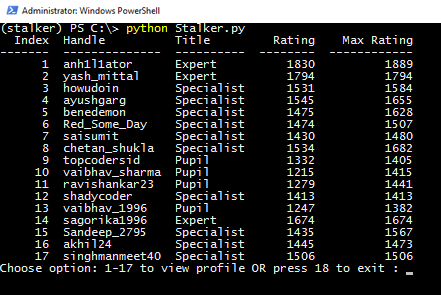 Administrator: Windows PowerShell
(stalker) PS C:\> python Stalker.py
Index Handle Title Rating Max Rating
-------- --------------- ---------- -------- ------------
1 anh1l1ator Expert 1830 1889
2 yash_mittal Expert 1794 1794
3 howudoin Specialist 1531 1584
4 ayushgarg Specialist 1545 1655
5 benedemon Specialist 1475 1628
6 Red_Some_Day Specialist 1474 1507
7 saisumit Specialist 1430 1480
8 chetan_shukla Specialist 1534 1682
9 topcodersid Pupil 1332 1405
10 vaibhav_sharma Pupil 1215 1415
11 ravishankar23 Pupil 1279 1441
12 shadycoder Specialist 1413 1413
13 vaibhav_1996 Pupil 1247 1382
14 sagorika1996 Expert 1674 1674
15 Sandeep_2795 Specialist 1435 1567
16 akhil24 Specialist 1445 1473
17 singhmanmeet40 Specialist 1506 1506
Choose option: 1-17 to view profile OR press 18 to exit : _